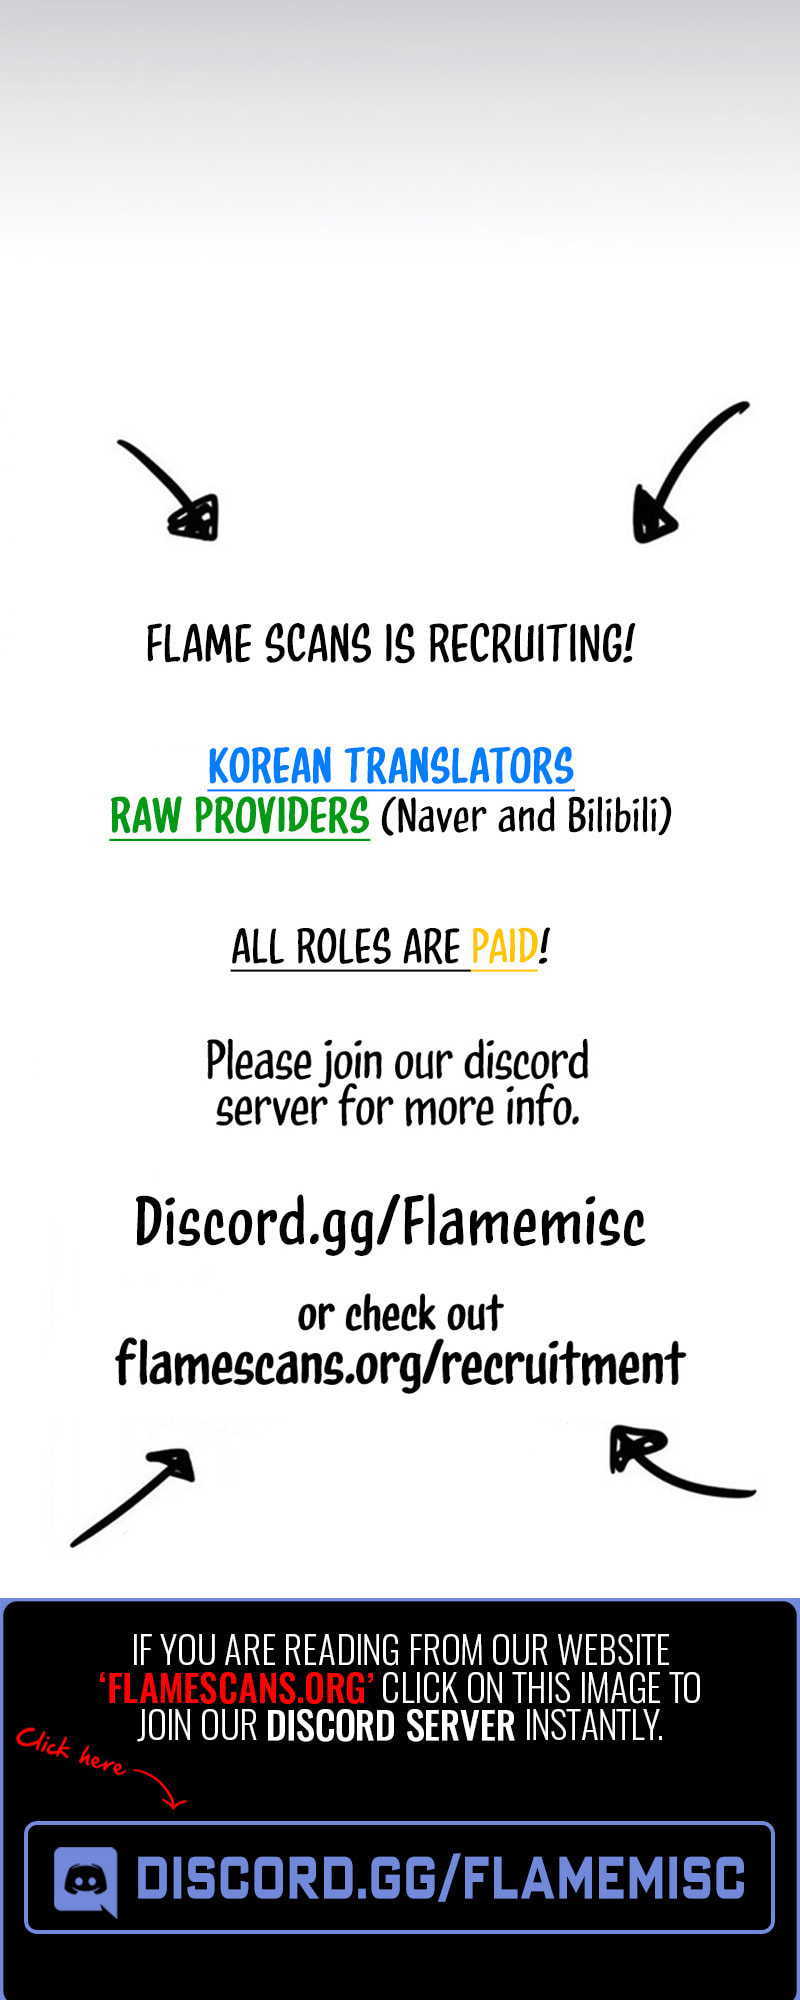 FLAME SCANS IS RECRUITING!
KOREAN TRANSLATORS
RAW PROVIDERS (Naver and Bilibili)
ALL ROLES ARE PAID!
Please join our discord
server for more info.
Discord.gg/Flamemisc
or check out
flamescans.org/recruitment
IF YOU ARE READING FROM OUR WEBSITE
‘FLAMESCANS.ORG’ CLICK ON THIS IMAGE TO
JOIN OUR DISCORD SERVER INSTANTLY.
Click here
DISCORD.GG/FLAMEMISC